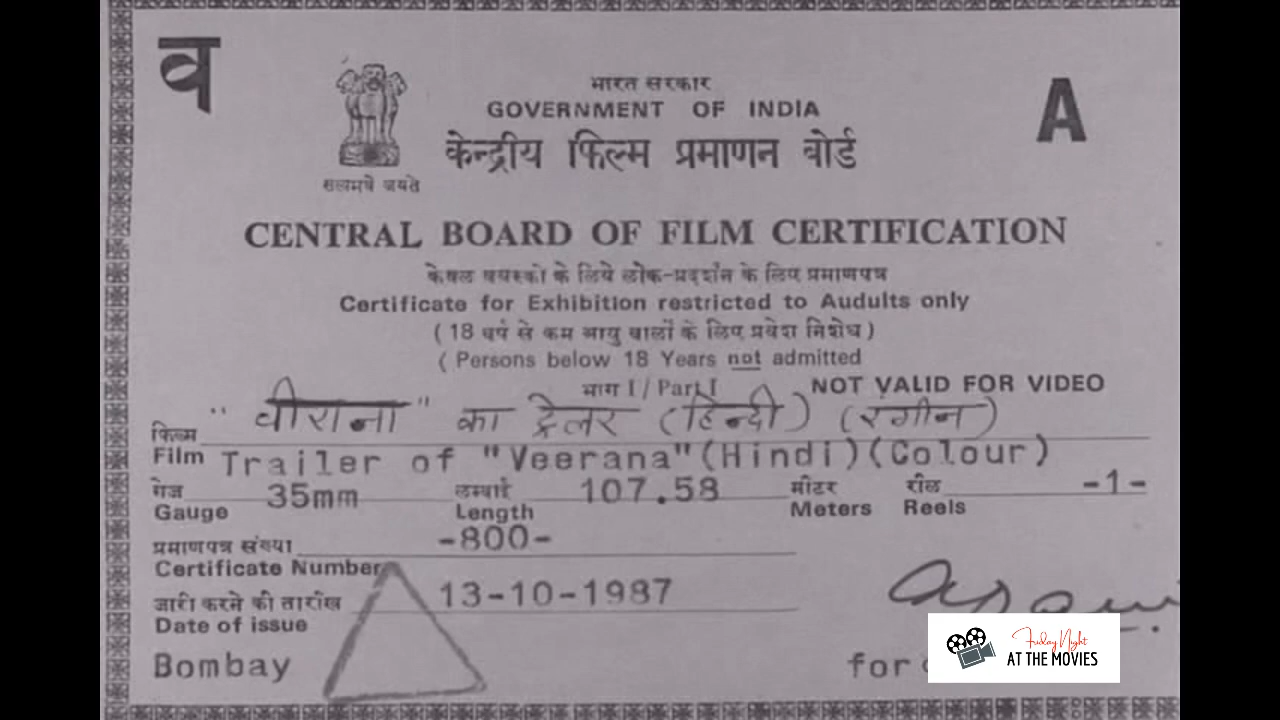 व
A
भारत सरकार
GOVERNMENT OF INDIA
केन्द्रीय फिल्म प्रमाणन बोर्ड
सत्यमेव जयते
CENTRAL BOARD OF FILM CERTIFICATION
केवल वयस्कों के लिये लोक-प्रदर्शन के लिए प्रमाणपत्र
Certificate for Exhibition restricted to Audults only
( 18 वर्ष से कम आयु वालों के लिए प्रवेश निशेध )
( Persons below 18 Years not admitted
भाग I / Part I NOT VALID FOR VIDEO
फिल्म "वीराना" का ट्रेलर (हिन्दी) (रंगीन)
Film Trailer of "Veerana"(Hindi)(Colour)
गेज 35mm लम्बाई 107.58 मीटर रील -1-
Gauge Length Meters Reels
प्रमाणपत्र संख्या -800-
Certificate Number
जारी करने की तारीख 13-10-1987
Date of issue
Bombay
for
Friday Night
AT THE MOVIES